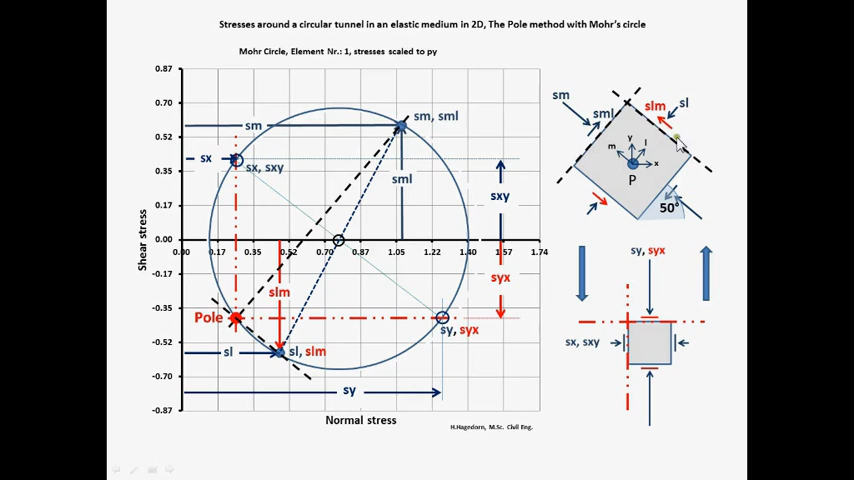 Stresses around a circular tunnel in an elastic medium in 2D, The Pole method with Mohr's circle
Mohr Circle, Element Nr.: 1, stresses scaled to py
0.87
0.70
0.52
0.35
0.17
0.00
-0.17
-0.35
-0.52
-0.70
-0.87
Shear stress
0.00 0.17 0.35 0.52 0.70 0.87 1.05 1.22 1.40 1.57 1.74
Normal stress
sm
sm, sml
sx
sx, sxy
sml
sxy
slm
syx
Pole
sy, syx
sl
sl, slm
sy
H.Hagedorn, M.Sc. Civil Eng.
sm
sml
slm
sl
y
m
l
x
P
50°
sy, syx
sx, sxy